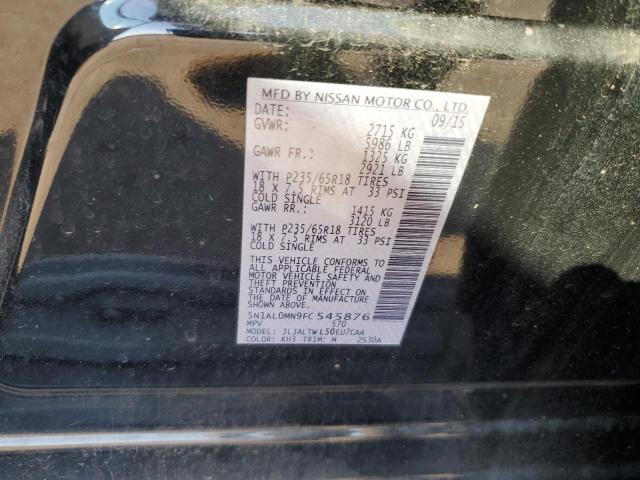 MFD BY NISSAN MOTOR CO., LTD.
DATE: 09/15
GVWR: 2715 KG
5986 LB
GAWR FR.: 1325 KG
2921 LB
WITH P235/65R18 TIRES
18 X 7.5 RIMS AT 33 PSI
COLD SINGLE
GAWR RR.: 1415 KG
3120 LB
WITH P235/65R18 TIRES
18 X 7.5 RIMS AT 33 PSI
COLD SINGLE
THIS VEHICLE CONFORMS TO
ALL APPLICABLE FEDERAL
MOTOR VEHICLE SAFETY AND
THEFT PREVENTION
STANDARDS IN EFFECT ON
THE DATE OF MANUFACTURE
SHOWN ABOVE.
5N1AL0MN9FC545876
MPV 570
MODEL: JLJALTWL50EU7CAA
COLOR: KH3 TRIM: M 2S30A